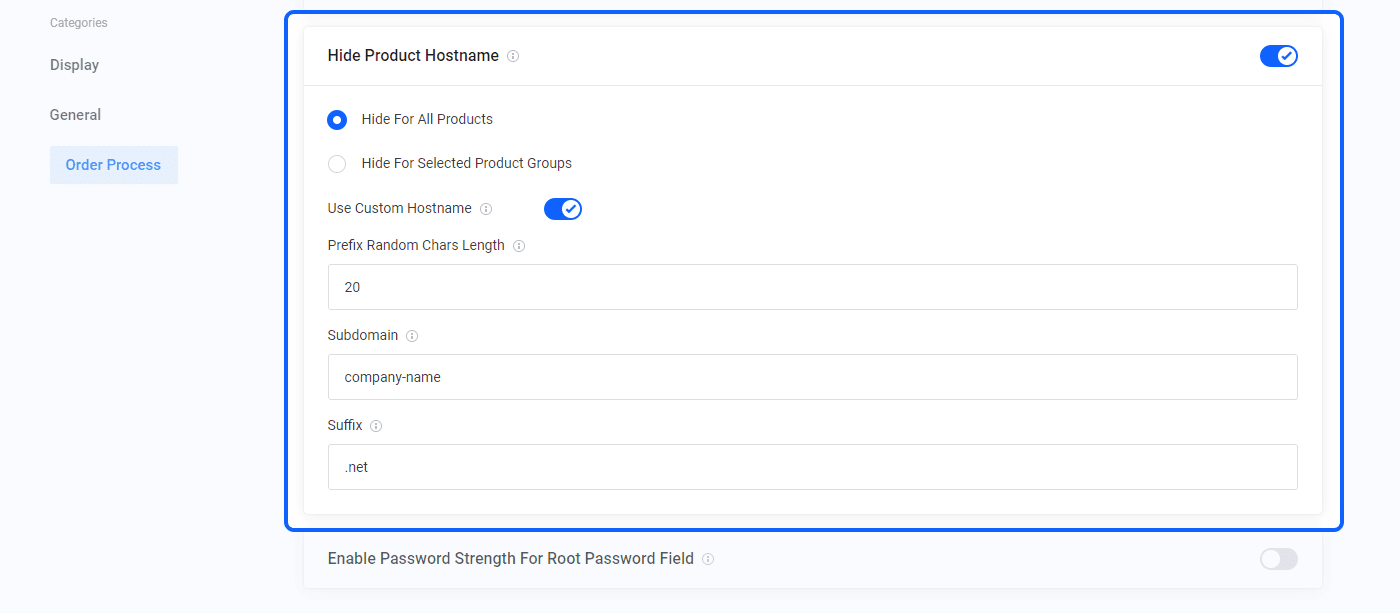 Categories
Display
General
Order Process
Hide Product Hostname
Hide For All Products
Hide For Selected Product Groups
Use Custom Hostname
Prefix Random Chars Length
20
Subdomain
company-name
Suffix
.net
Enable Password Strength For Root Password Field